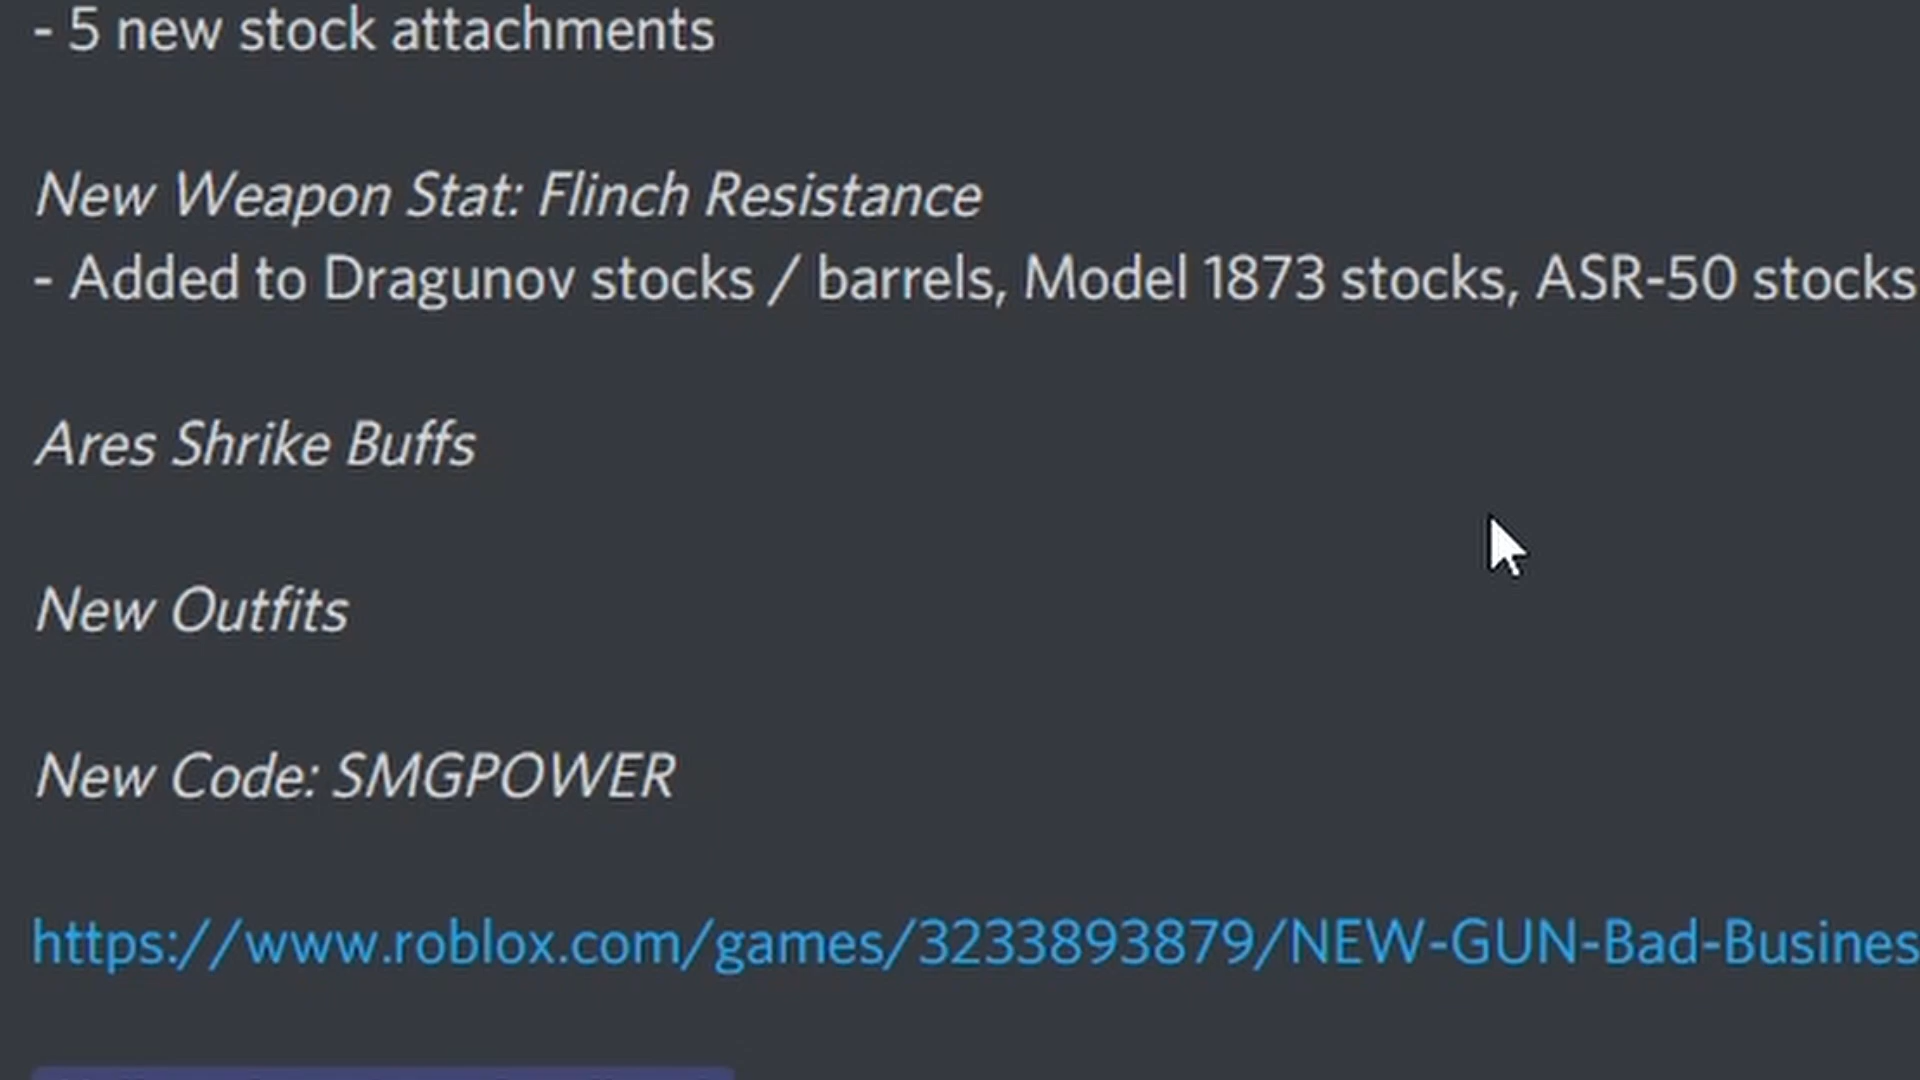 - 5 new stock attachments
New Weapon Stat: Flinch Resistance
- Added to Dragunov stocks / barrels, Model 1873 stocks, ASR-50 stocks
Ares Shrike Buffs
New Outfits
New Code: SMGPOWER
https://www.roblox.com/games/3233893879/NEW-GUN-Bad-Busines